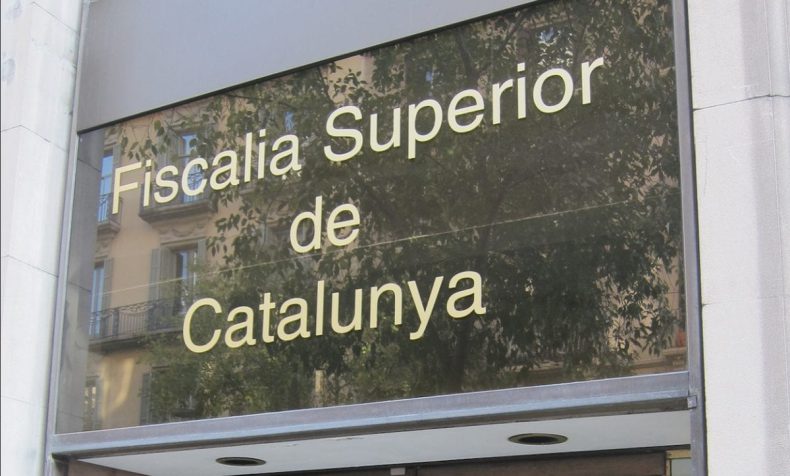 Fiscalia Superior
de
Catalunya